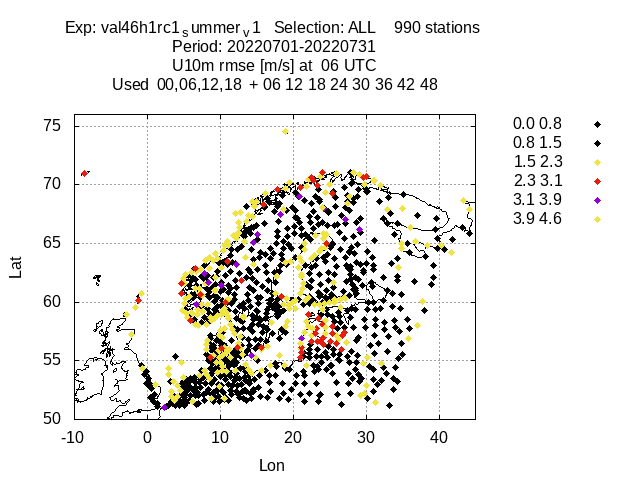 Exp: val46h1rc1summerv1 Selection: ALL 990 stations
Period: 20220701-20220731
U10m rmse [m/s] at 06 UTC
Used 00,06,12,18 + 06 12 18 24 30 36 42 48
0.0 0.8
0.8 1.5
1.5 2.3
2.3 3.1
3.1 3.9
3.9 4.6
75
70
65
60
55
50
Lat
-10 0 10 20 30 40
Lon